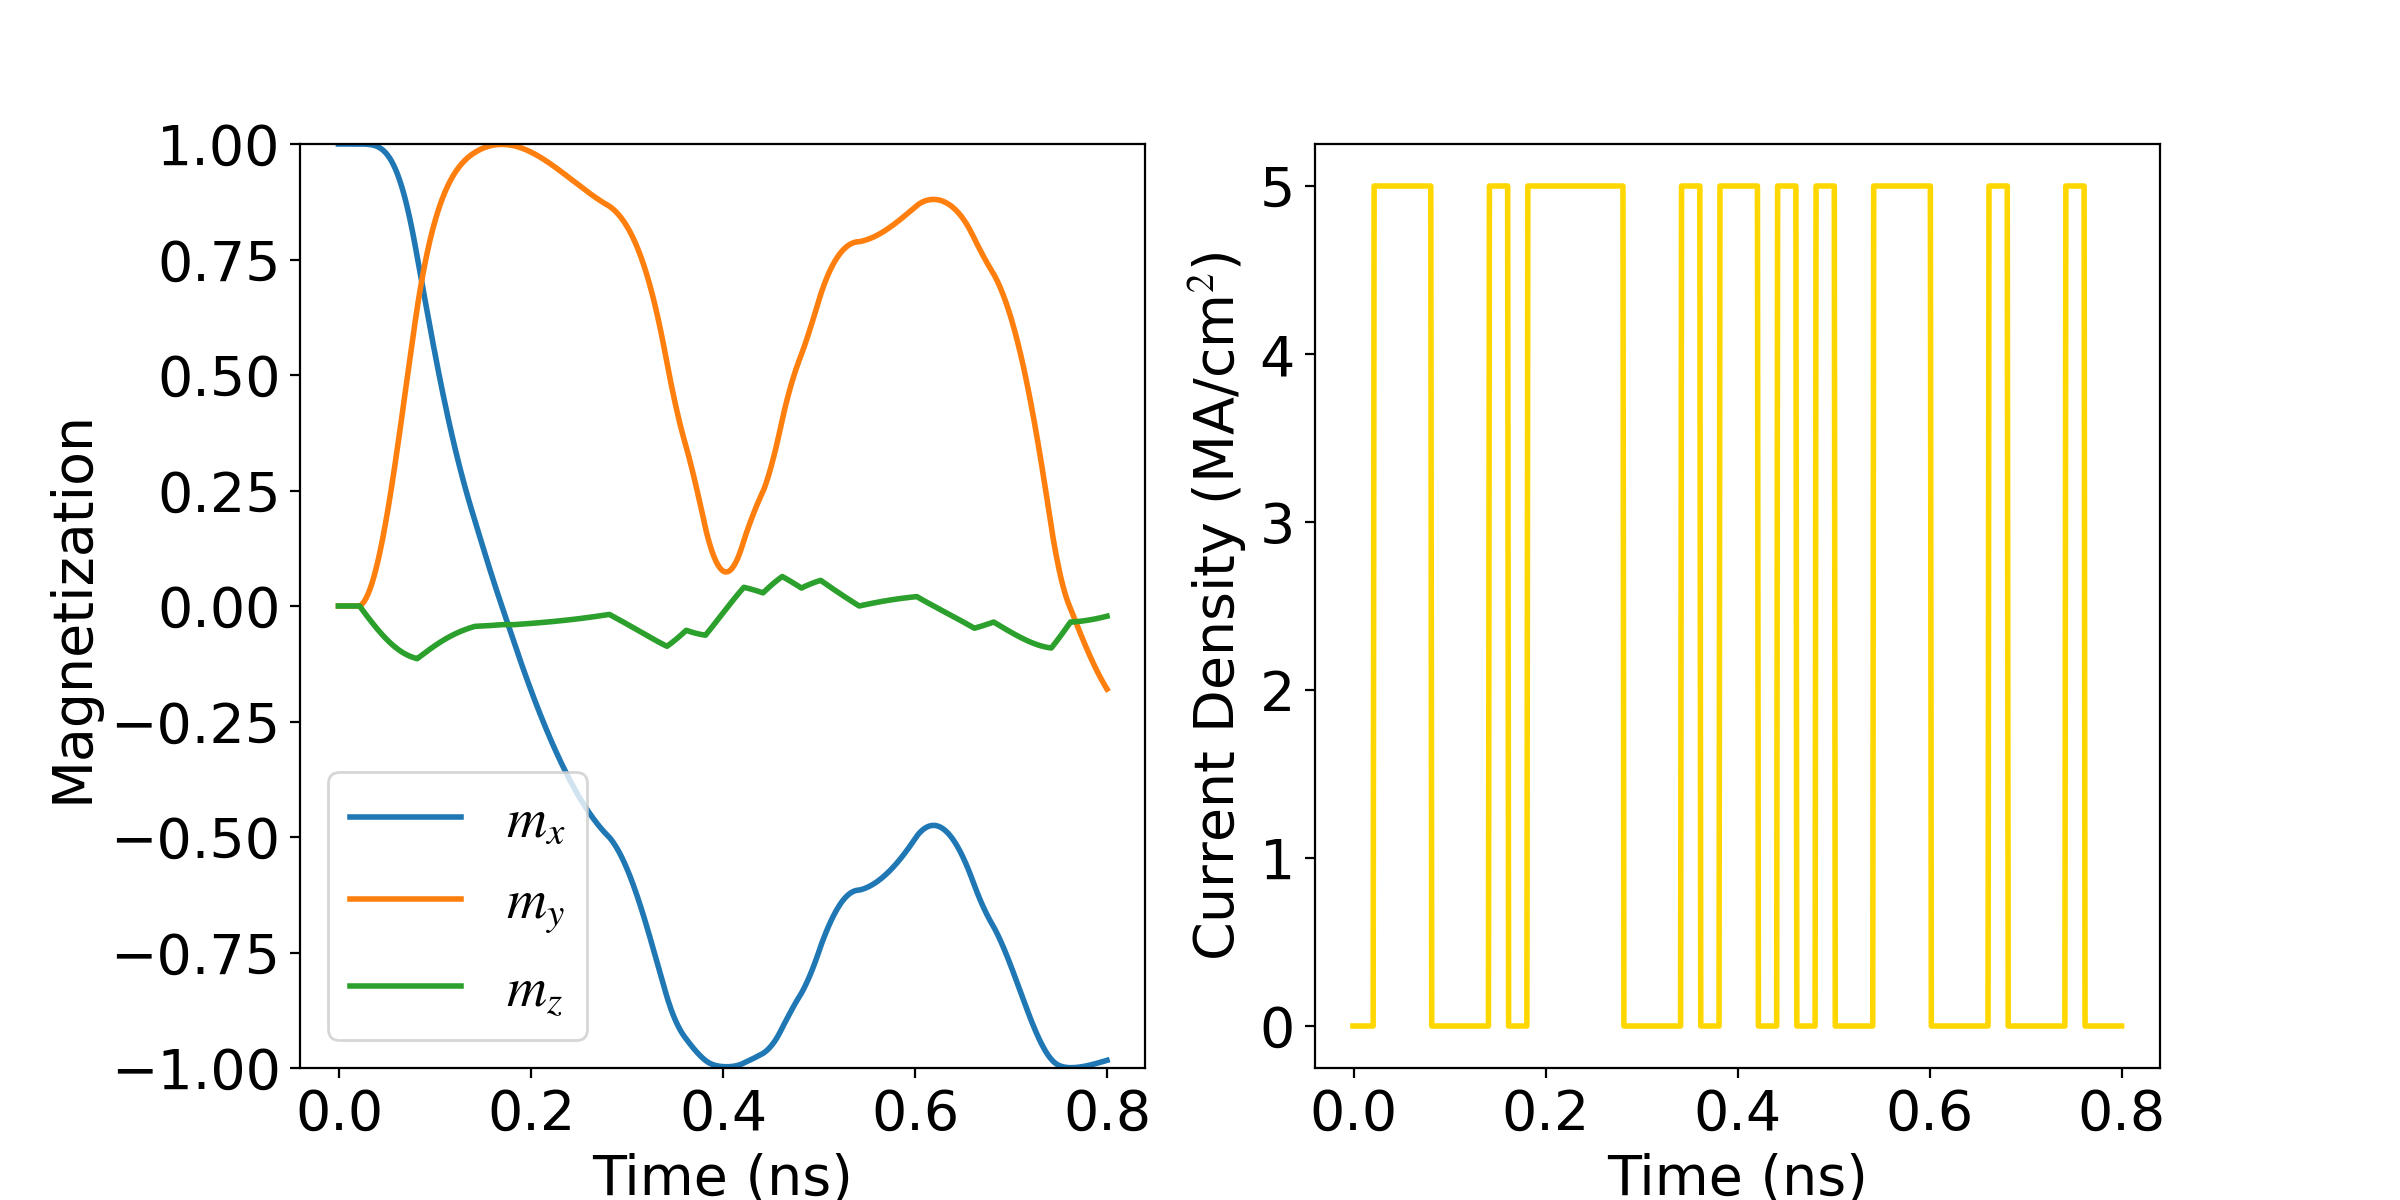 Magnetization
1.00
0.75
0.50
0.25
0.00
−0.25
−0.50
−0.75
−1.00
m_x
m_y
m_z
0.0 0.2 0.4 0.6 0.8
Time (ns)
Current Density (MA/cm²)
5
4
3
2
1
0
0.0 0.2 0.4 0.6 0.8
Time (ns)